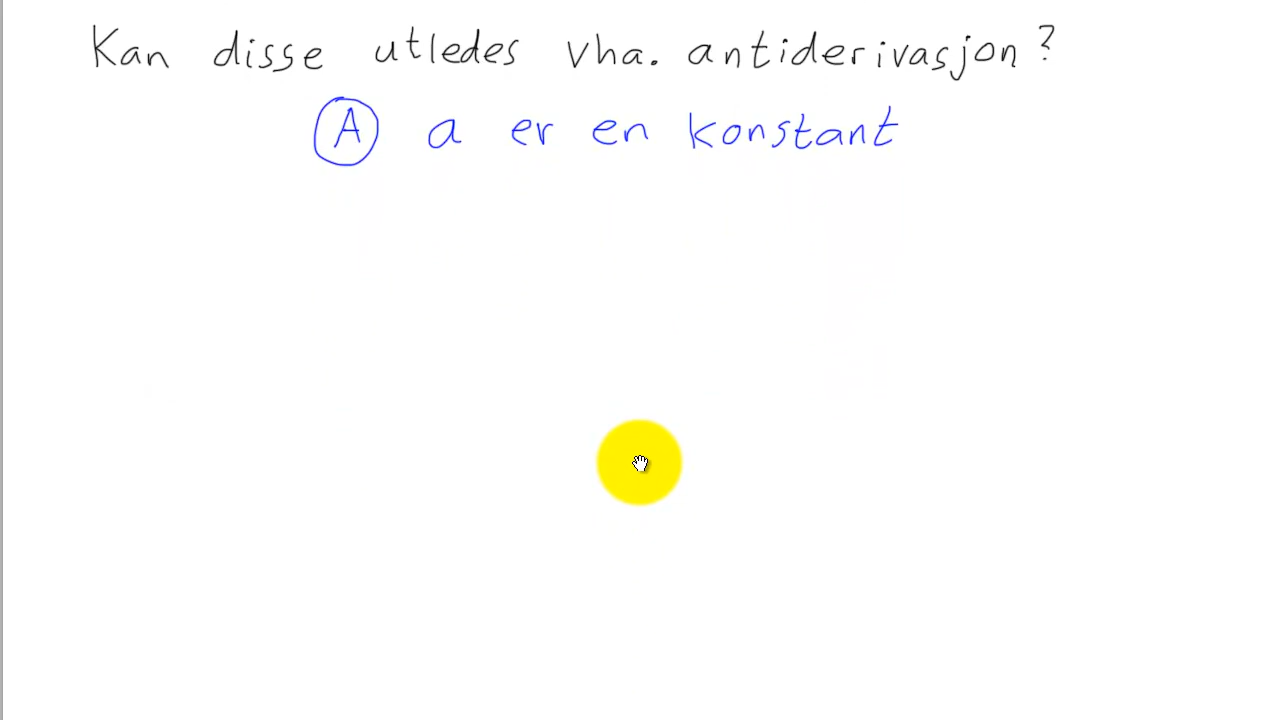 Kan disse utledes vha. antiderivasjon?
A a er en konstant